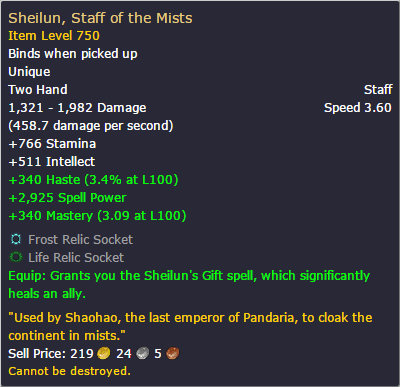 Sheilun, Staff of the Mists
Item Level 750
Binds when picked up
Unique
Two Hand Staff
1,321 - 1,982 Damage Speed 3.60
(458.7 damage per second)
+766 Stamina
+511 Intellect
+340 Haste (3.4% at L100)
+2,925 Spell Power
+340 Mastery (3.09 at L100)
Frost Relic Socket
Life Relic Socket
Equip: Grants you the Sheilun's Gift spell, which significantly
heals an ally.
"Used by Shaohao, the last emperor of Pandaria, to cloak the
continent in mists."
Sell Price: 219 24 5
Cannot be destroyed.